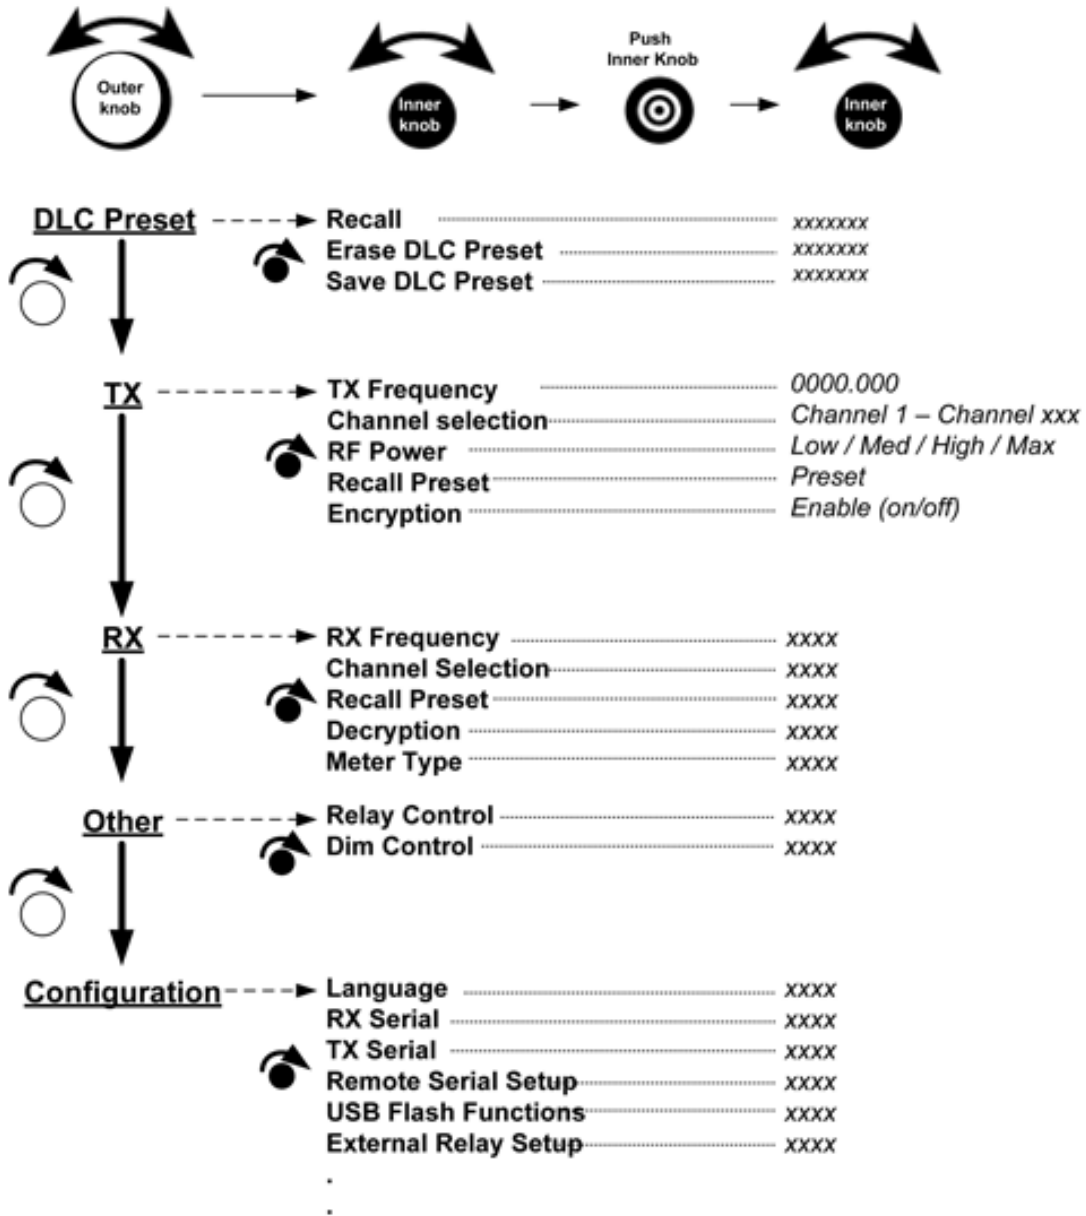 Push
Inner Knob
Outer
knob
Inner
knob
Inner
knob
DLC Preset
Recall xxxxxxx
Erase DLC Preset xxxxxxx
Save DLC Preset xxxxxxx
TX
TX Frequency 0000.000
Channel selection Channel 1 – Channel xxx
RF Power Low / Med / High / Max
Recall Preset Preset
Encryption Enable (on/off)
RX
RX Frequency xxxx
Channel Selection xxxx
Recall Preset xxxx
Decryption xxxx
Meter Type xxxx
Other
Relay Control xxxx
Dim Control xxxx
Configuration
Language xxxx
RX Serial xxxx
TX Serial xxxx
Remote Serial Setup xxxx
USB Flash Functions xxxx
External Relay Setup xxxx
.
.